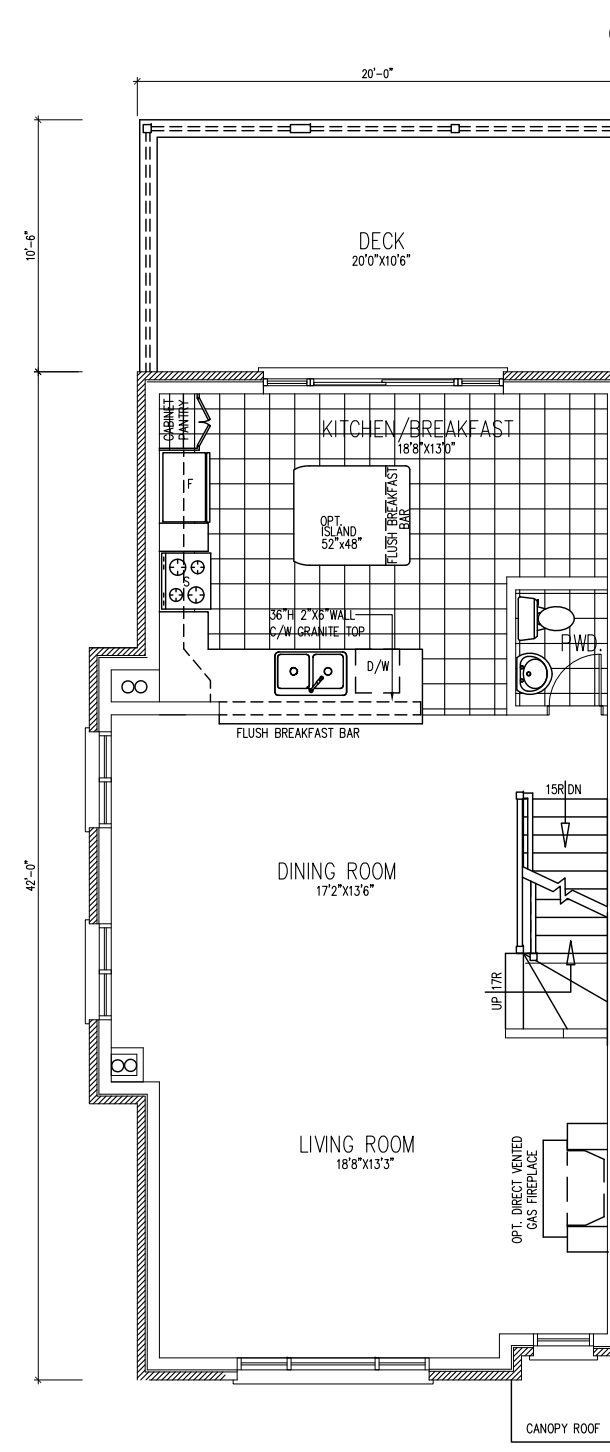 20'-0"
10'-6"
DECK
20'0"X10'6"
CABINET
PANTRY
KITCHEN/BREAKFAST
18'8"X13'0"
F
OPT.
ISLAND
52"x48"
FLUSH BREAKFAST
BAR
S
36"H 2"X6"WALL
C/W GRANITE TOP
PWD.
D/W
FLUSH BREAKFAST BAR
15R DN
42'-0"
DINING ROOM
17'2"X13'6"
UP 17R
LIVING ROOM
18'8"X13'3"
OPT. DIRECT VENTED
GAS FIREPLACE
CANOPY ROOF